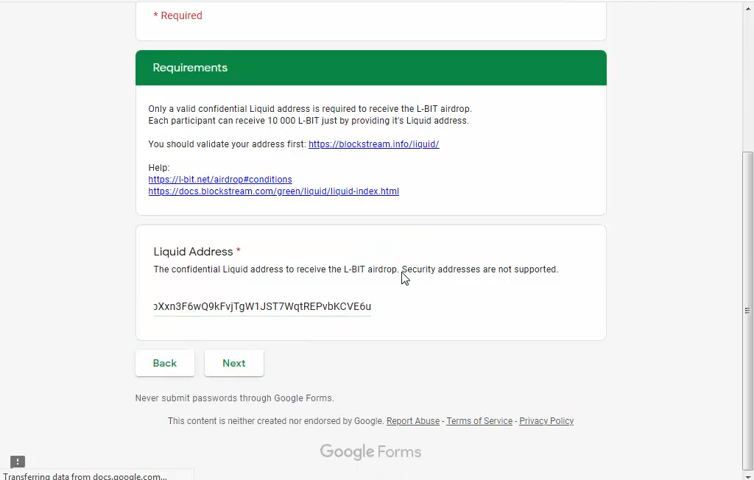 * Required
Requirements
Only a valid confidential Liquid address is required to receive the L-BIT airdrop.
Each participant can receive 10 000 L-BIT just by providing it's Liquid address.
You should validate your address first: https://blockstream.info/liquid/
Help:
https://l-bit.net/airdrop#conditions
https://docs.blockstream.com/green/liquid/liquid-index.html
Liquid Address *
The confidential Liquid address to receive the L-BIT airdrop. Security addresses are not supported.
oXxn3F6wQ9kFvjTgW1JST7WqtREPvbKCVE6u
Back Next
Never submit passwords through Google Forms.
This content is neither created nor endorsed by Google. Report Abuse - Terms of Service - Privacy Policy
Google Forms
Transferring data from docs.google.com...